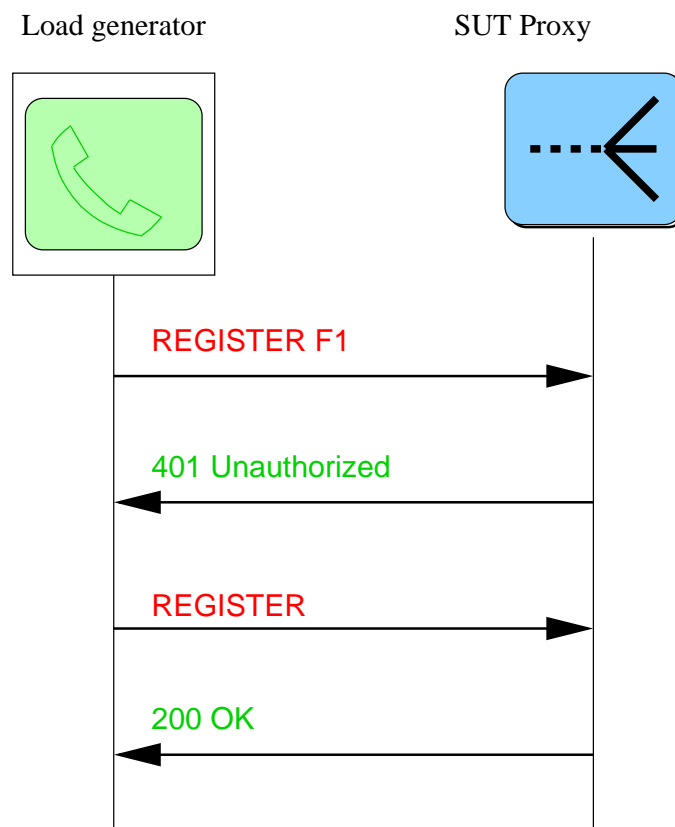 Load generator
SUT Proxy
REGISTER F1
401 Unauthorized
REGISTER
200 OK